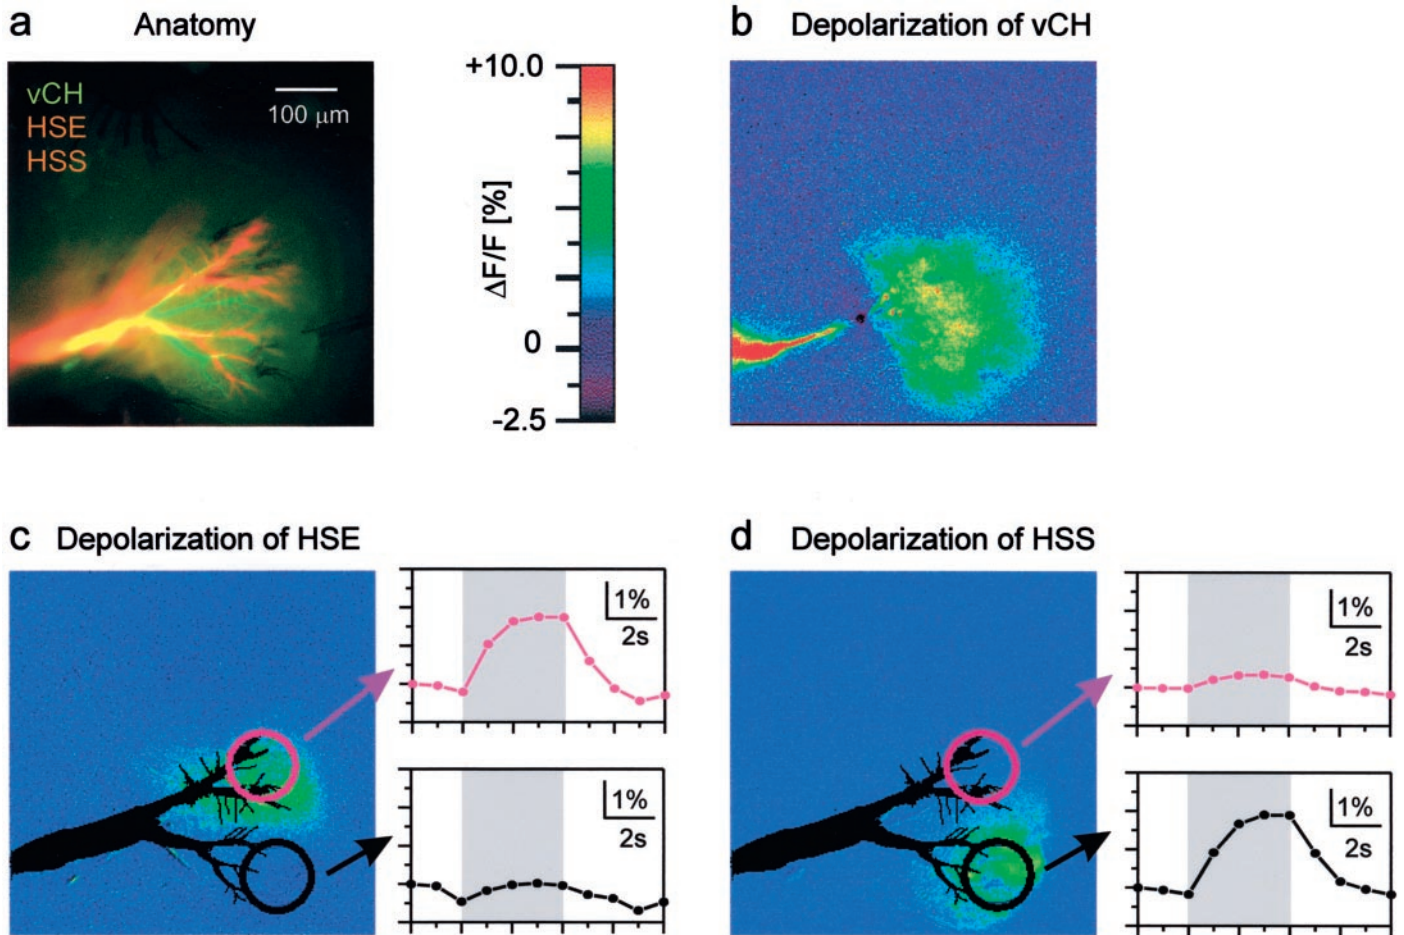 a Anatomy
vCH
HSE
HSS
100 μm
+10.0
ΔF/F [%]
0
-2.5
b Depolarization of vCH
c Depolarization of HSE
1%
2s
1%
2s
d Depolarization of HSS
1%
2s
1%
2s